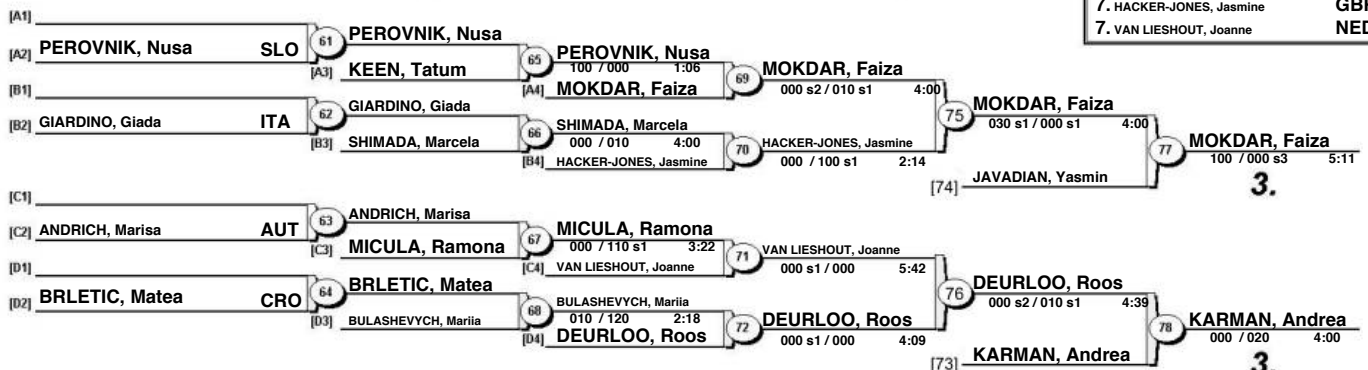 7. HACKER-JONES, Jasmine GBR
7. VAN LIESHOUT, Joanne NED
[A1]
[A2] PEROVNIK, Nusa SLO
61
PEROVNIK, Nusa
[A3] KEEN, Tatum
65
PEROVNIK, Nusa
100 / 000 1:06
[A4] MOKDAR, Faiza
69
MOKDAR, Faiza
000 s2 / 010 s1 4:00
[B1]
[B2] GIARDINO, Giada ITA
62
GIARDINO, Giada
[B3] SHIMADA, Marcela
66
SHIMADA, Marcela
000 / 010 4:00
[B4] HACKER-JONES, Jasmine
70
HACKER-JONES, Jasmine
000 / 100 s1 2:14
75
MOKDAR, Faiza
030 s1 / 000 s1 4:00
[74] JAVADIAN, Yasmin
77
MOKDAR, Faiza
100 / 000 s3 5:11
3.
[C1]
[C2] ANDRICH, Marisa AUT
63
ANDRICH, Marisa
[C3] MICULA, Ramona
67
MICULA, Ramona
000 / 110 s1 3:22
[C4] VAN LIESHOUT, Joanne
71
VAN LIESHOUT, Joanne
000 s1 / 000 5:42
[D1]
[D2] BRLETIC, Matea CRO
64
BRLETIC, Matea
[D3] BULASHEVYCH, Mariia
68
BULASHEVYCH, Mariia
010 / 120 2:18
[D4] DEURLOO, Roos
72
DEURLOO, Roos
000 s1 / 000 4:09
76
DEURLOO, Roos
000 s2 / 010 s1 4:39
[73] KARMAN, Andrea
78
KARMAN, Andrea
000 / 020 4:00
3.